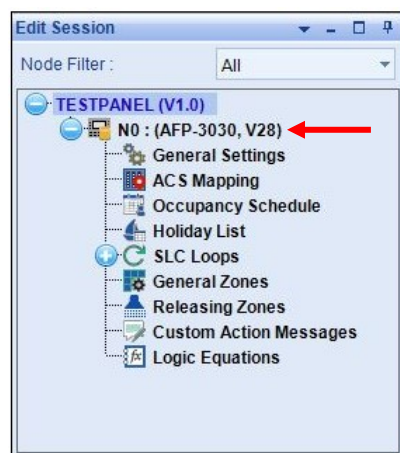 Edit Session
Node Filter : All
TESTPANEL (V1.0)
N0 : (AFP-3030, V28)
General Settings
ACS Mapping
Occupancy Schedule
Holiday List
SLC Loops
General Zones
Releasing Zones
Custom Action Messages
Logic Equations